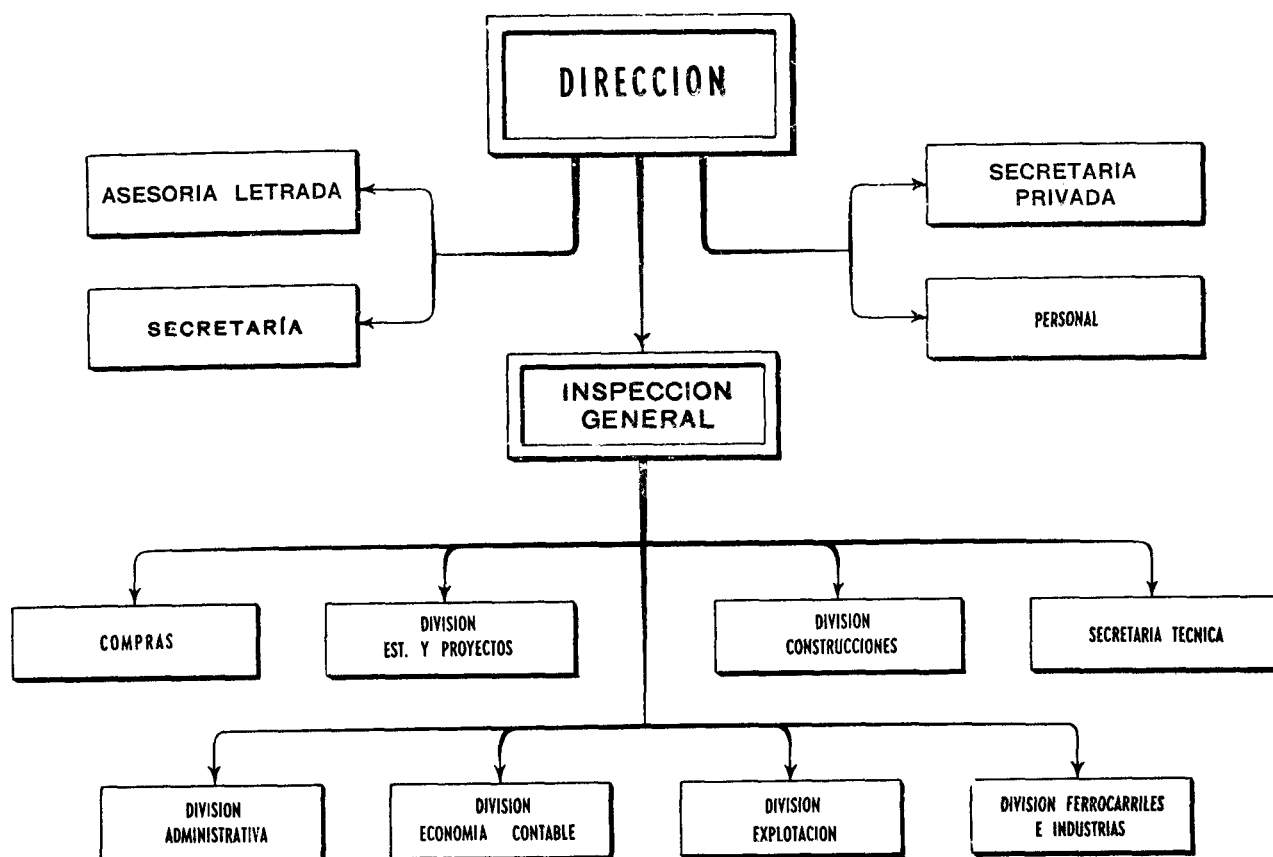 DIRECCION
ASESORIA LETRADA
SECRETARIA
PRIVADA
SECRETARÍA
PERSONAL
INSPECCION
GENERAL
COMPRAS
DIVISION
EST. Y PROYECTOS
DIVISION
CONSTRUCCIONES
SECRETARIA TECNICA
DIVISION
ADMINISTRATIVA
DIVISION
ECONOMIA CONTABLE
DIVISION
EXPLOTACION
DIVISION FERROCARRILES
E INDUSTRIAS